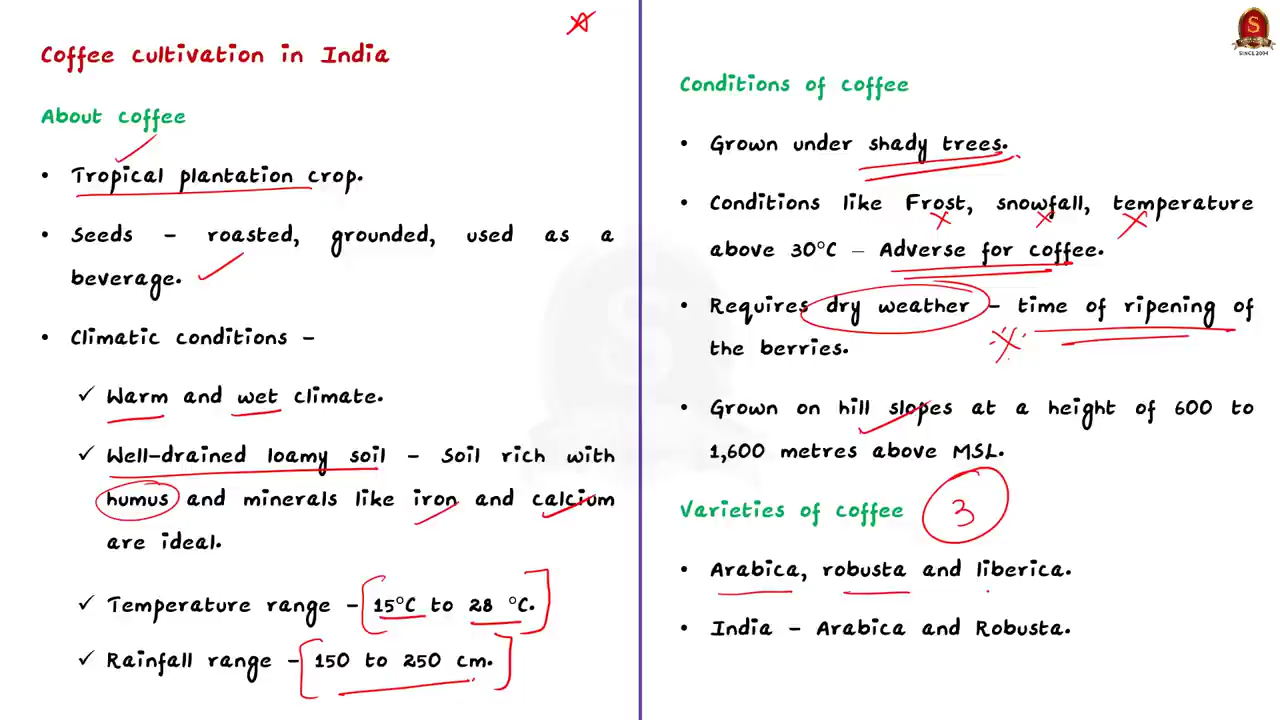 Coffee cultivation in India
About coffee
• Tropical plantation crop.
• Seeds – roasted, grounded, used as a
beverage.
• Climatic conditions –
✓ Warm and wet climate.
✓ Well-drained loamy soil – Soil rich with
humus and minerals like iron and calcium
are ideal.
✓ Temperature range – 15°C to 28 °C.
✓ Rainfall range – 150 to 250 cm.
S
SINCE 2004
Conditions of coffee
• Grown under shady trees.
• Conditions like Frost, snowfall, temperature
above 30°C – Adverse for coffee.
• Requires dry weather – time of ripening of
the berries.
• Grown on hill slopes at a height of 600 to
1,600 metres above MSL.
Varieties of coffee 3
• Arabica, robusta and liberica.
• India – Arabica and Robusta.